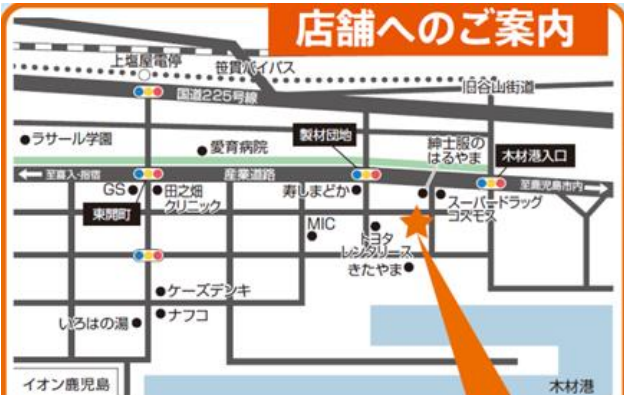 店舗へのご案内
上塩屋電停
笹貫バイパス
国道225号線
旧谷山街道
ラサール学園
愛育病院
製材団地
紳士服の
はるやま
木材港入口
至喜入・指宿
産業道路
至鹿児島市内
GS
田之畑
クリニック
寿しまどか
スーパードラッグ
コスモス
東開町
MIC
トヨタ
レンタリース
きたやま
ケーズデンキ
いろはの湯
ナフコ
イオン鹿児島
木材港